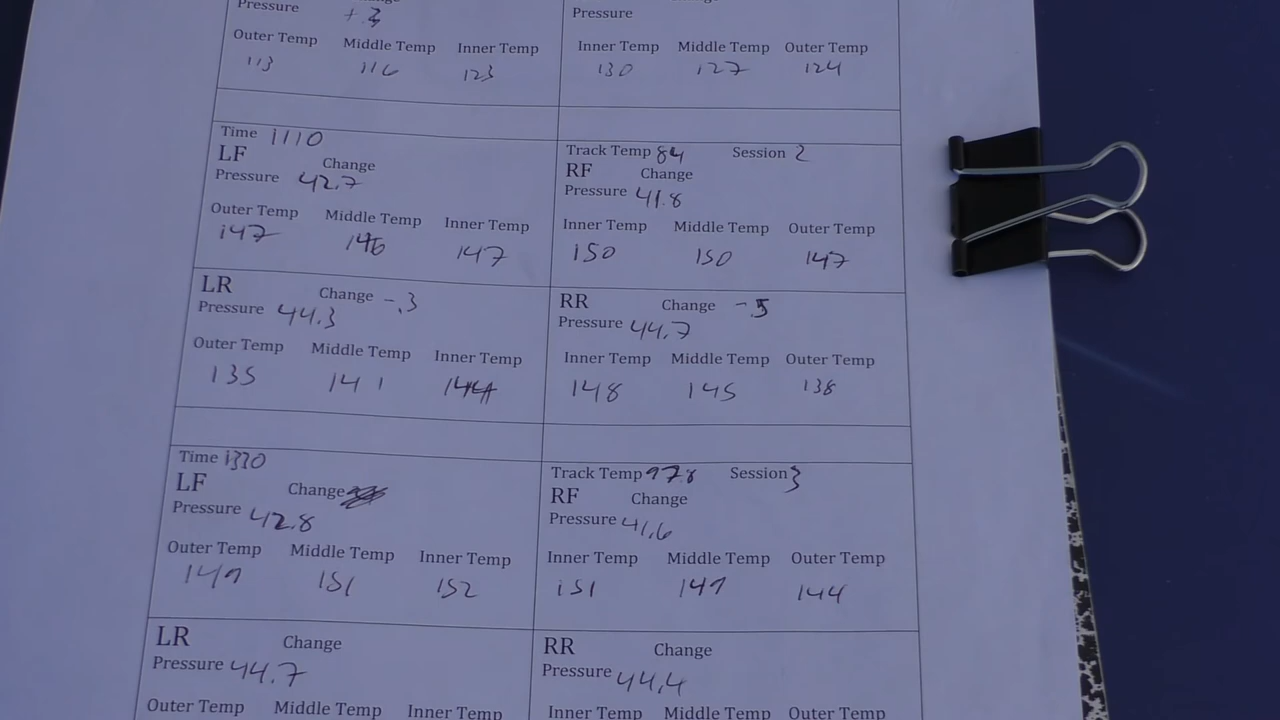 Pressure + .3 Pressure
Outer Temp Middle Temp Inner Temp Inner Temp Middle Temp Outer Temp
113 116 123 130 127 124
Time 1110 Track Temp 84 Session 2
LF Change RF Change
Pressure 42.7 Pressure 41.8
Outer Temp Middle Temp Inner Temp Inner Temp Middle Temp Outer Temp
147 146 147 150 150 147
LR Change -.3 RR Change -.5
Pressure 44.3 Pressure 44.7
Outer Temp Middle Temp Inner Temp Inner Temp Middle Temp Outer Temp
135 141 144 148 145 138
Time 1330 Track Temp 97.8 Session 3
LF Change RF Change
Pressure 42.8 Pressure 41.6
Outer Temp Middle Temp Inner Temp Inner Temp Middle Temp Outer Temp
149 151 152 151 149 144
LR Change RR Change
Pressure 44.7 Pressure 44.4
Outer Temp Middle Temp Inner Temp Inner Temp Middle Temp Outer Temp